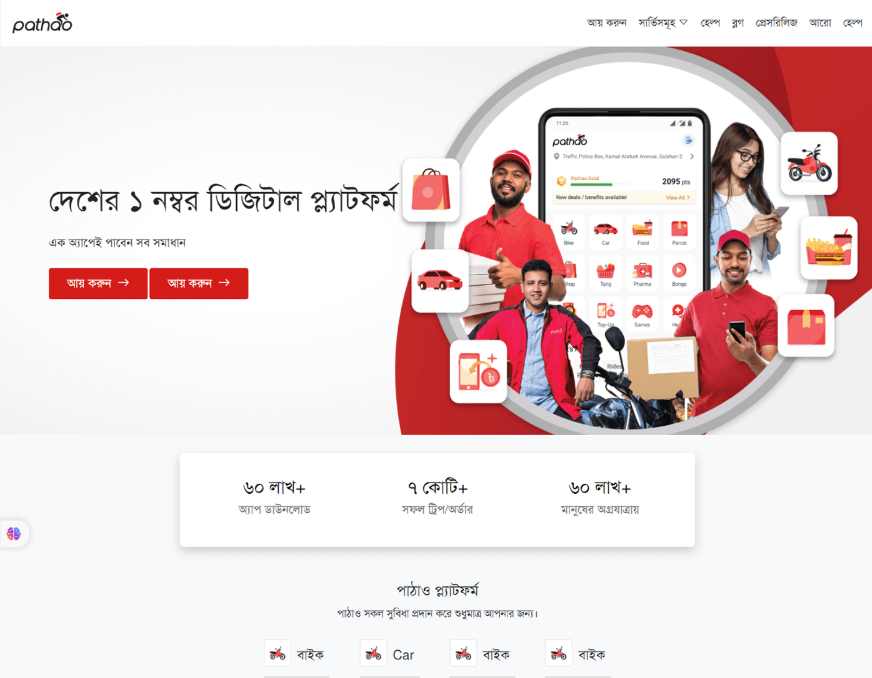 pathao
আয় করুন সার্ভিসমূহ হেল্প ব্লগ প্রেসরিলিজ আরো হেল্প
দেশের ১ নম্বর ডিজিটাল প্ল্যাটফর্ম
এক অ্যাপেই পাবেন সব সমাধান
আয় করুন → আয় করুন →
11:25
pathao
Traffic Police Box, Kamal Ataturk Avenue, Gulshan 2
Pathao Gold
2095 pts
New deals / benefits available! View All >
Bike Car Food Parcel
Shop Tong Pharma Bongo
Top-Up Games
৬০ লাখ+ ৭ কোটি+ ৬০ লাখ+
অ্যাপ ডাউনলোড সফল ট্রিপ/অর্ডার মানুষের অগ্রযাত্রায়
পাঠাও প্ল্যাটফর্ম
পাঠাও সকল সুবিধা প্রদান করে শুধুমাত্র আপনার জন্য।
বাইক Car বাইক বাইক